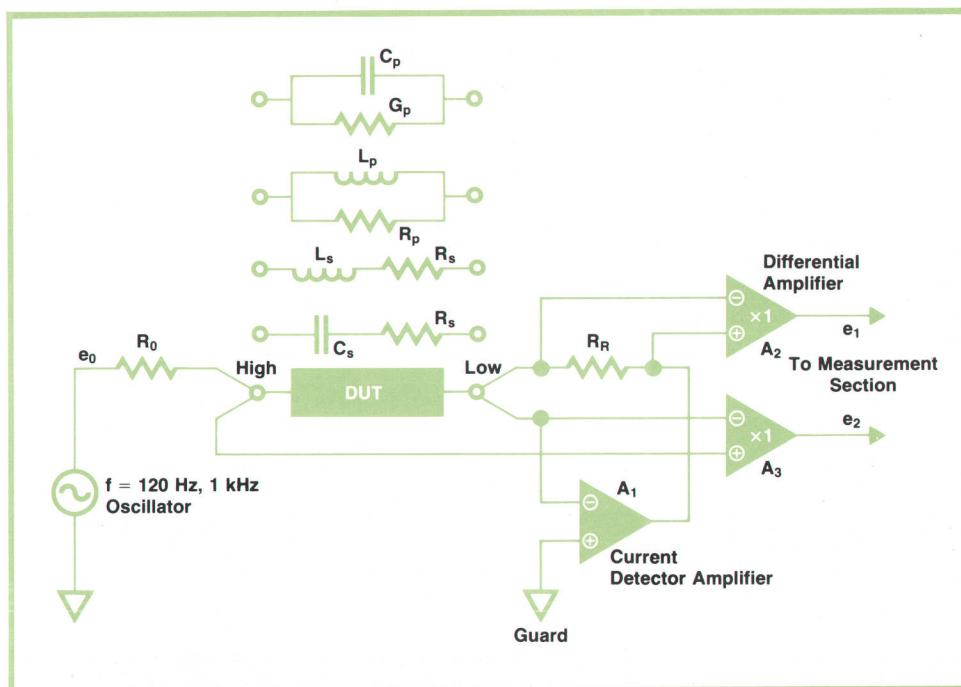 Cp
Gp
Lp
Rp
Ls
Rs
Cs
Rs
e0
R0
High
DUT
Low
RR
f = 120 Hz, 1 kHz
Oscillator
Differential
Amplifier
− ×1
+
A2
e1
To Measurement
Section
− ×1
+
A3
e2
A1
−
+
Current
Detector Amplifier
Guard